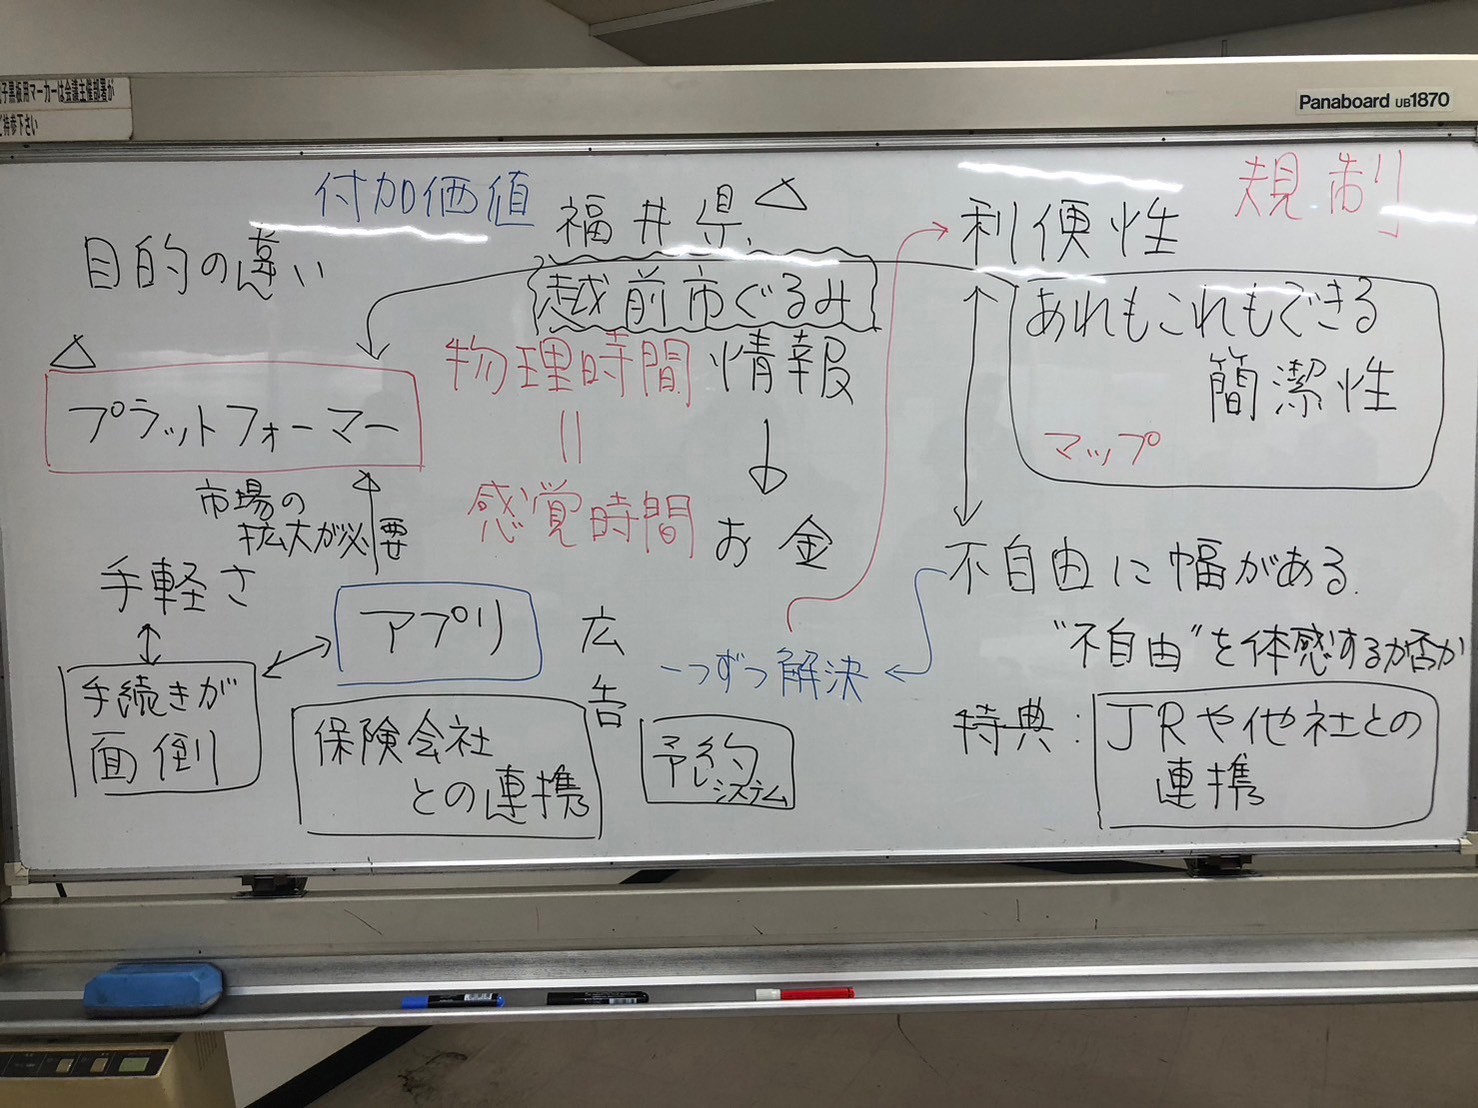 子黒板用マーカーは会議主催部署が
ご持参下さい
Panaboard UB1870
付加価値
福井県
利便性
規制
目的の違い
越前市ぐるみ
あれもこれもできる
簡潔性
マップ
物理時間
情報
=
プラットフォーマー
市場の
拡大が必要
感覚時間
お金
不自由に幅がある
手軽さ
アプリ
広告
"不自由"を体感するか否か
一つずつ解決
手続きが
面倒
保険会社
との連携
予約
システム
特典:
JRや他社との
連携